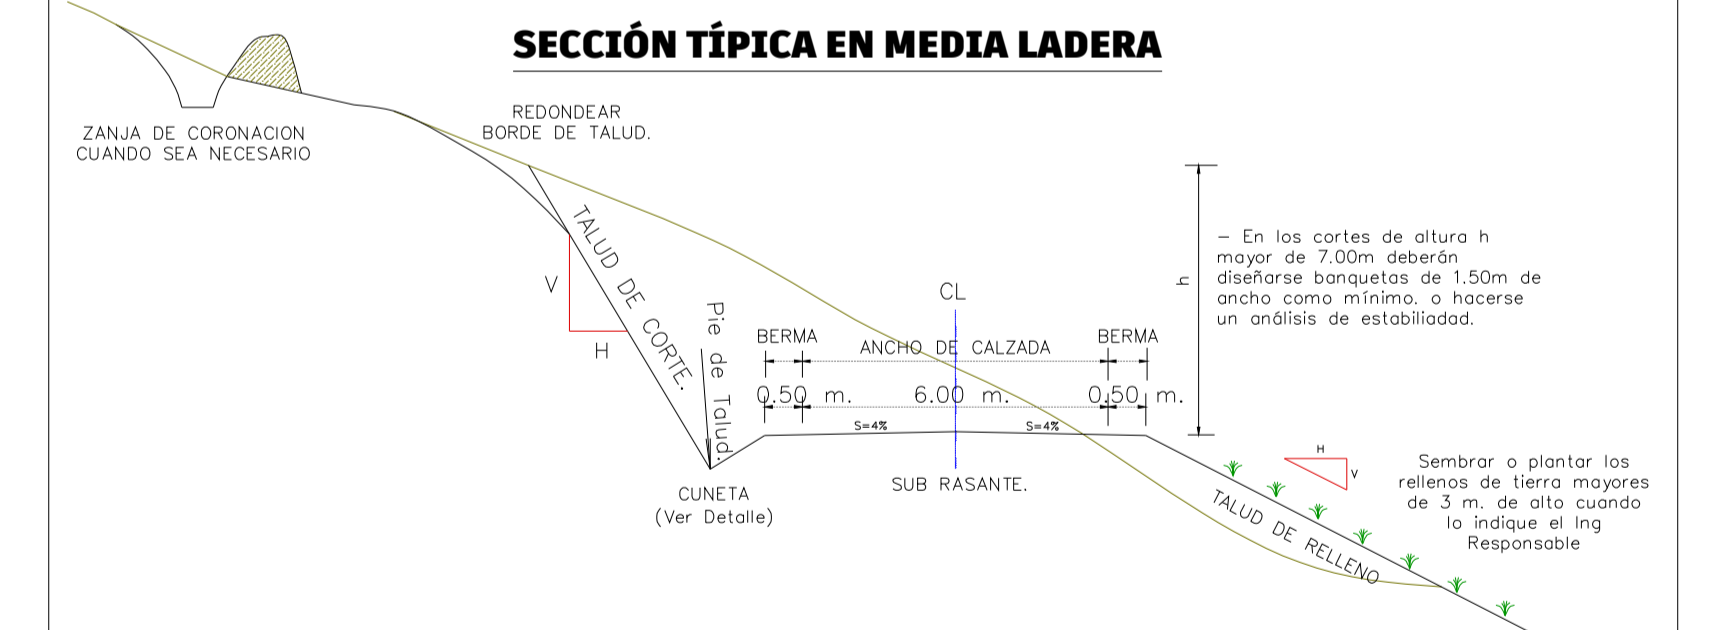 SECCIÓN TÍPICA EN MEDIA LADERA
ZANJA DE CORONACION
CUANDO SEA NECESARIO
REDONDEAR
BORDE DE TALUD.
TALUD DE CORTE.
V
H
Pie de Talud.
CL
BERMA
ANCHO DE CALZADA
BERMA
0.50 m.
6.00 m.
0.50 m.
S=4%
S=4%
CUNETA
(Ver Detalle)
SUB RASANTE.
h
– En los cortes de altura h
mayor de 7.00m deberán
diseñarse banquetas de 1.50m de
ancho como mínimo. o hacerse
un análisis de estabiliadad.
H
V
TALUD DE RELLENO
Sembrar o plantar los
rellenos de tierra mayores
de 3 m. de alto cuando
lo indique el Ing
Responsable